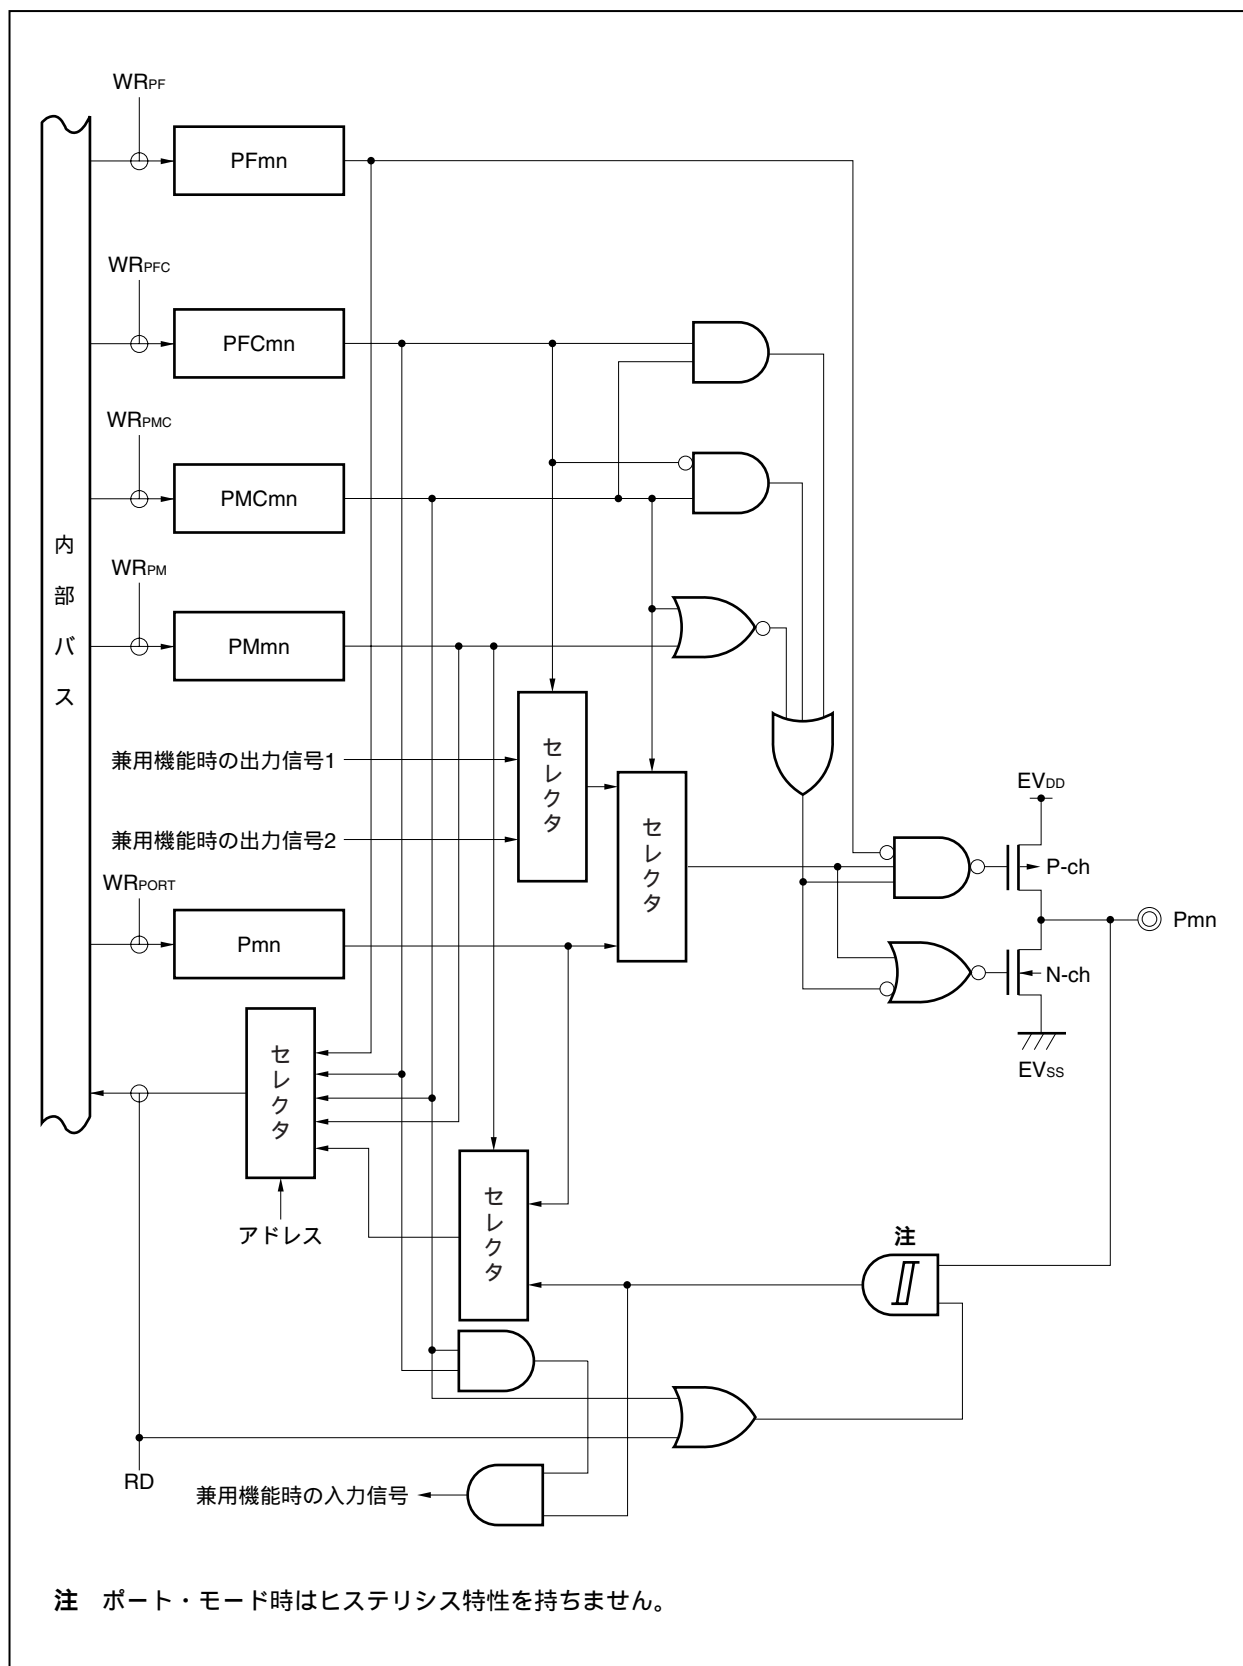 WRPF
PFmn
WRPFC
PFCmn
WRPMC
PMCmn
内部バス
WRPM
PMmn
兼用機能時の出力信号1
セレクタ
兼用機能時の出力信号2
セレクタ
EVDD
P-ch
WRPORT
Pmn
Pmn
N-ch
EVSS
セレクタ
アドレス
セレクタ
注
RD
兼用機能時の入力信号
注 ポート・モード時はヒステリシス特性を持ちません。